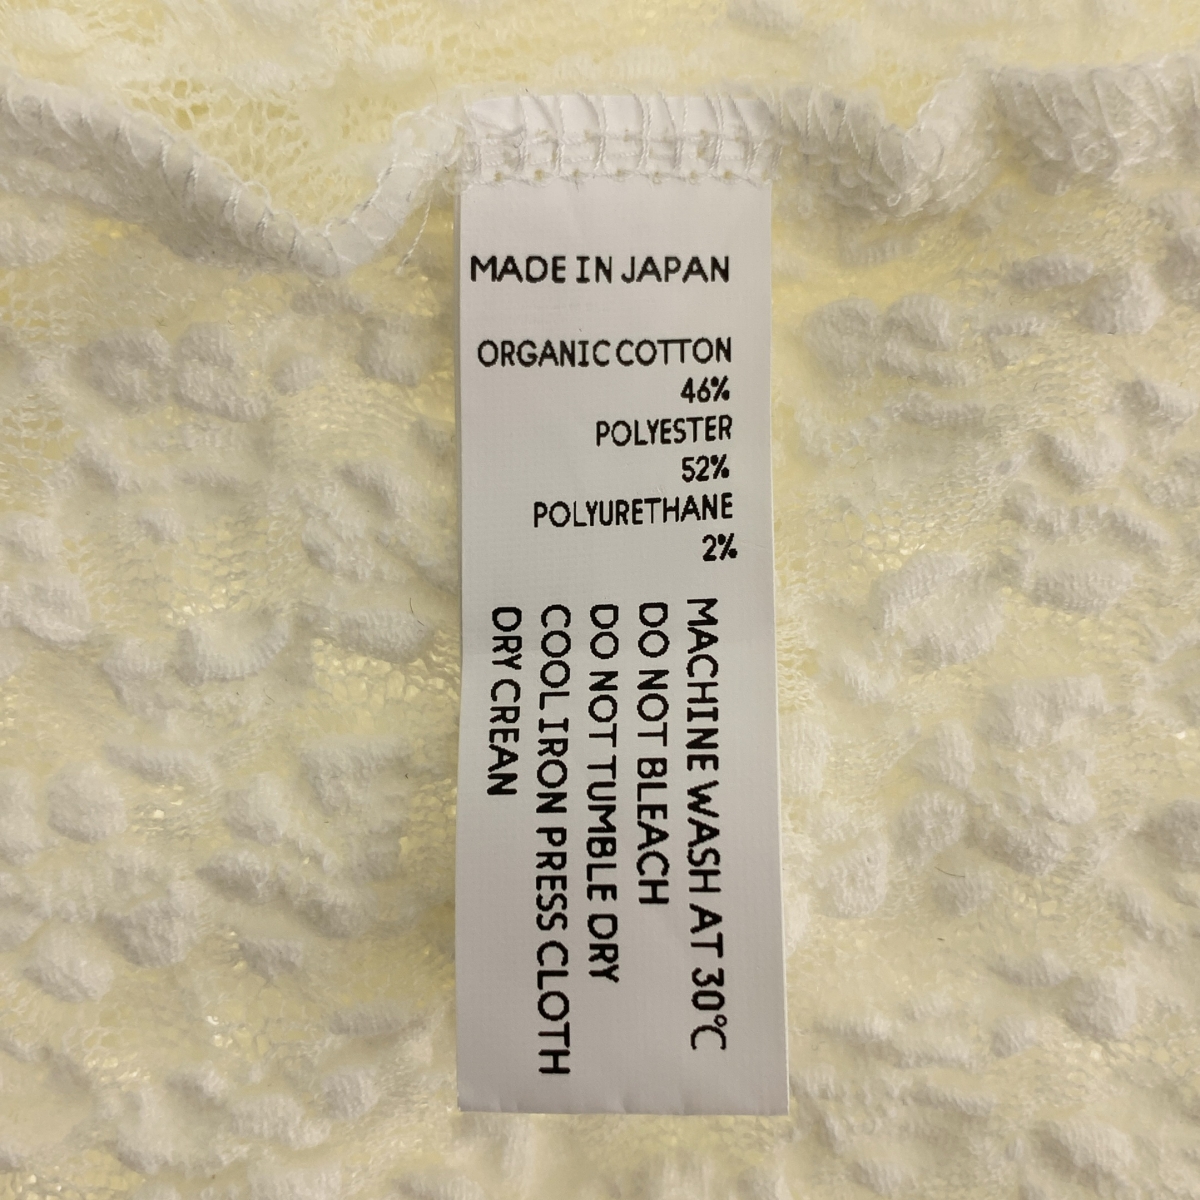 MADE IN JAPAN
ORGANIC COTTON
46%
POLYESTER
52%
POLYURETHANE
2%
MACHINE WASH AT 30℃
DO NOT BLEACH
DO NOT TUMBLE DRY
COOL IRON PRESS CLOTH
DRY CREAN